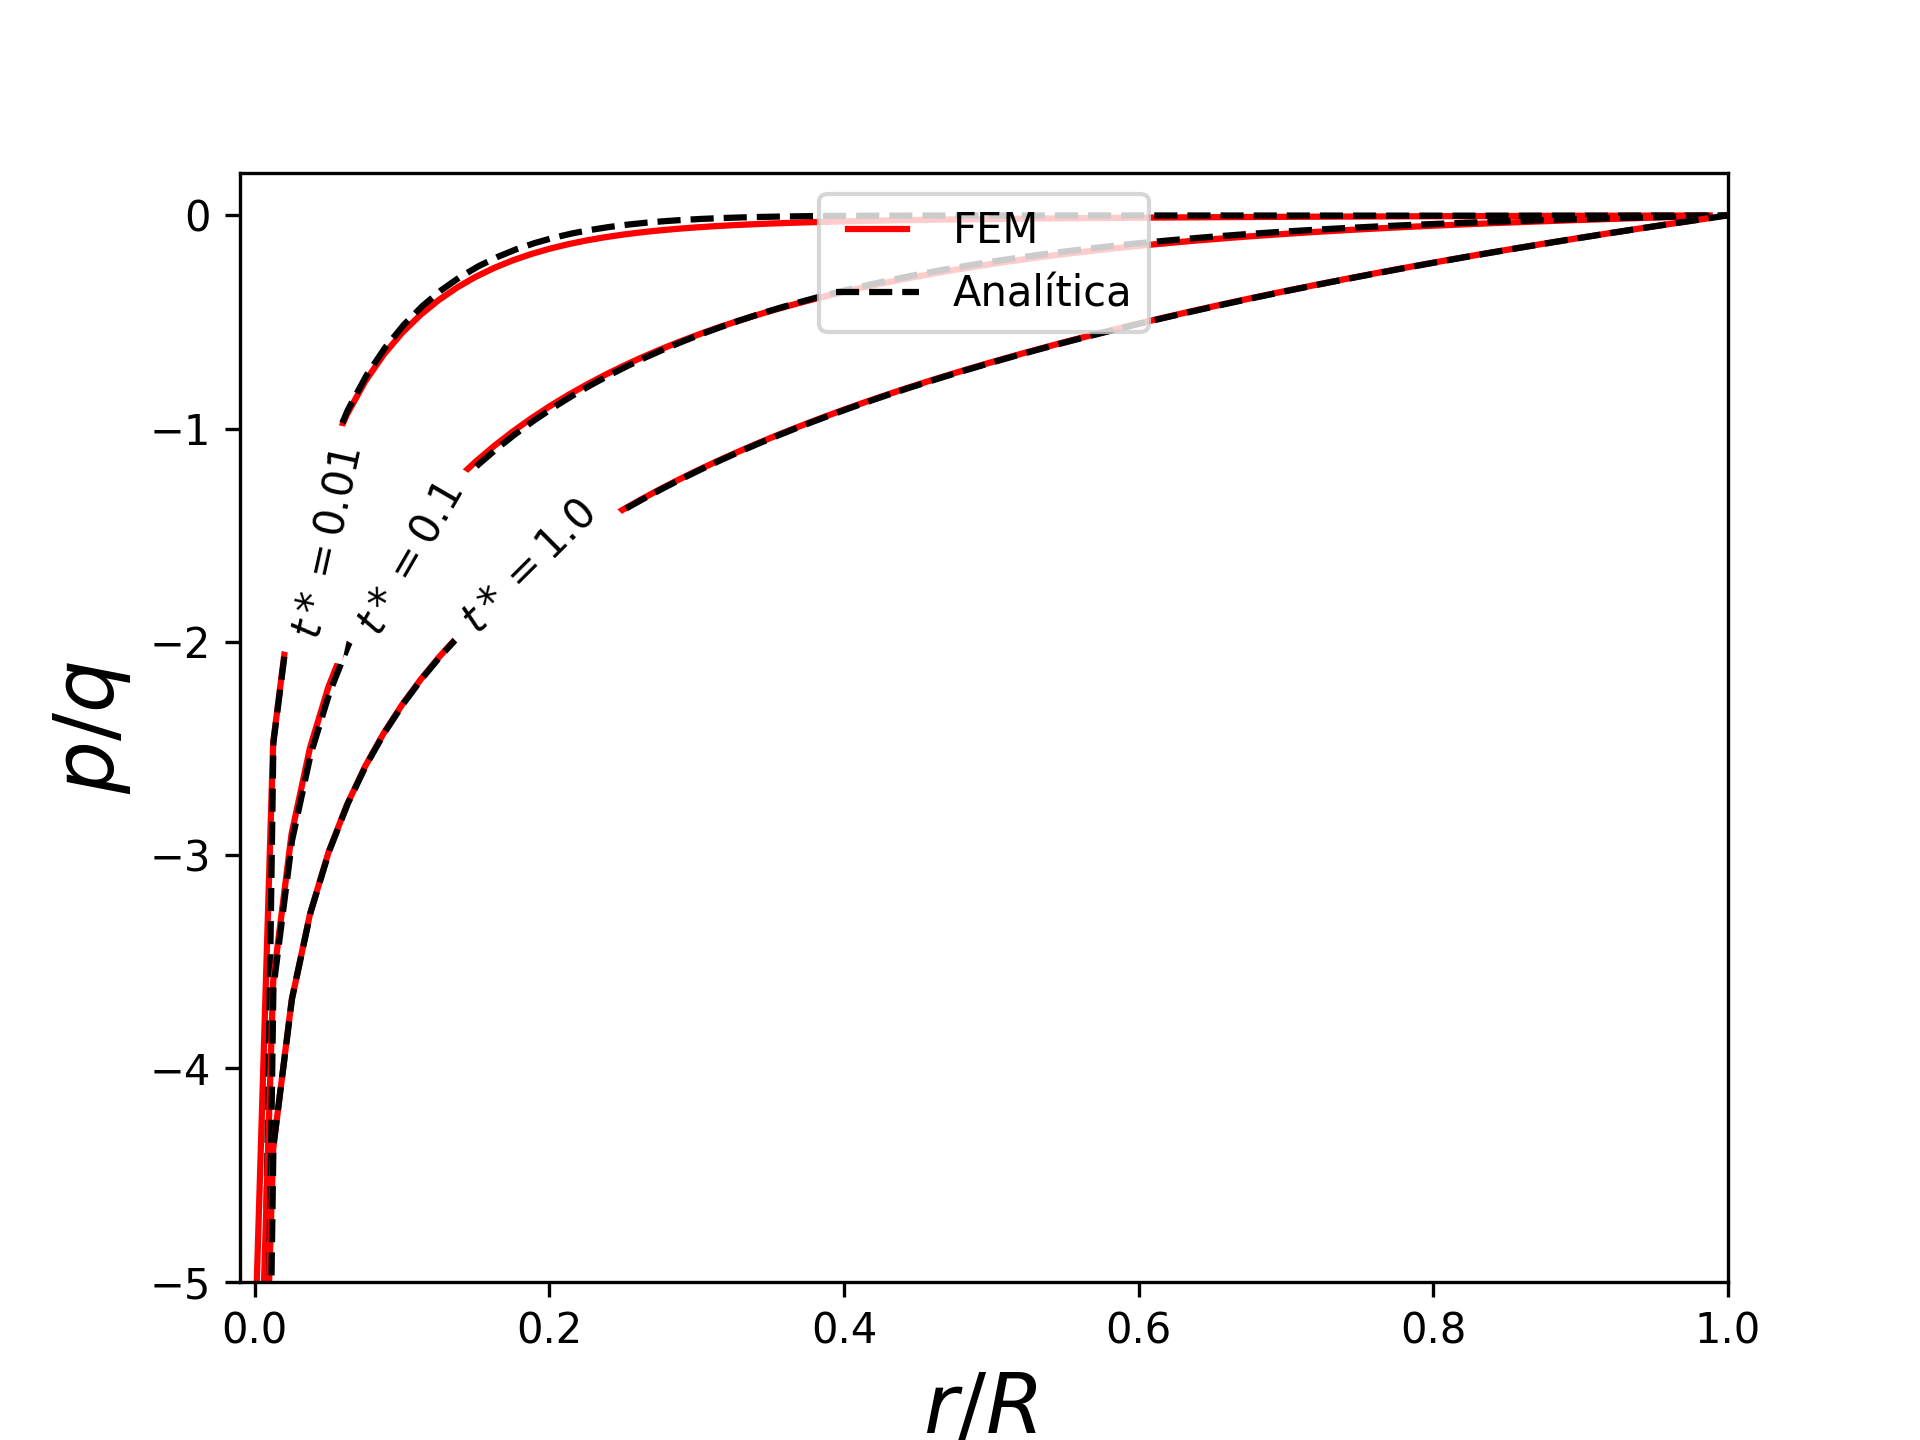 FEM
Analítica
t* = 0.01
t* = 0.1
t* = 1.0
0
−1
−2
−3
−4
−5
p/q
0.0 0.2 0.4 0.6 0.8 1.0
r/R